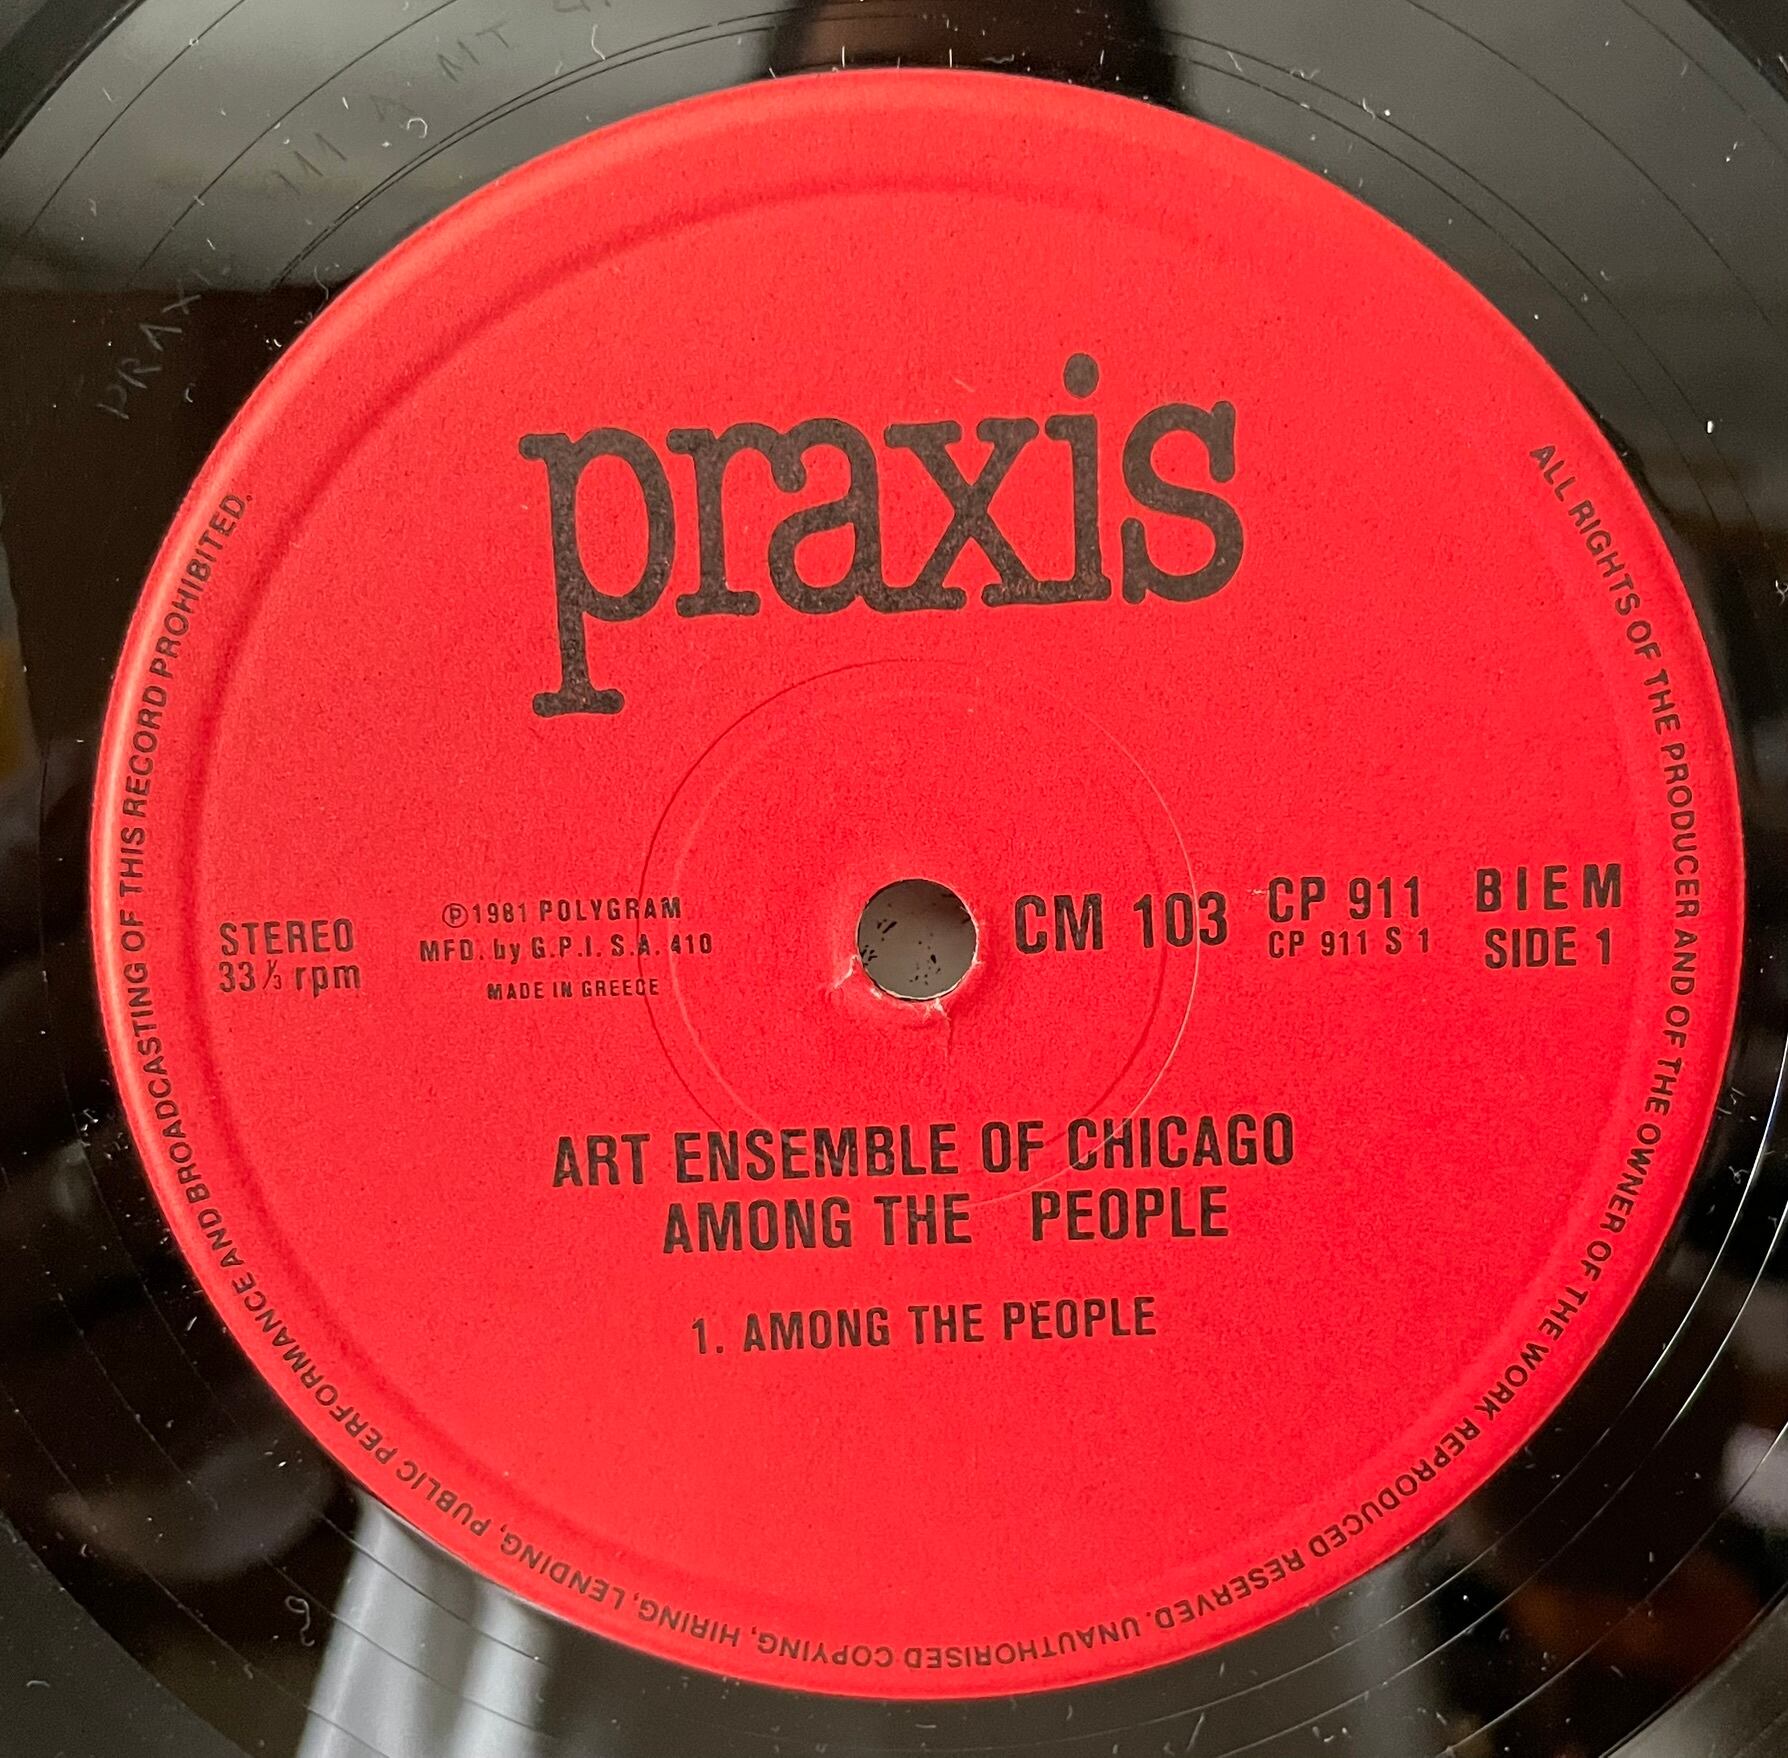 praxis
STEREO
33 ⅓ rpm
Ⓟ1981 POLYGRAM
MFD. by G.P.I. S.A. 410
MADE IN GREECE
CM 103
CP 911
CP 911 S 1
BIEM
SIDE 1
ART ENSEMBLE OF CHICAGO
AMONG THE PEOPLE
1. AMONG THE PEOPLE
ALL RIGHTS OF THE PRODUCER AND OF THE OWNER OF THE WORK REPRODUCED RESERVED. UNAUTHORISED COPYING, HIRING, LENDING, PUBLIC PERFORMANCE AND BROADCASTING OF THIS RECORD PROHIBITED.